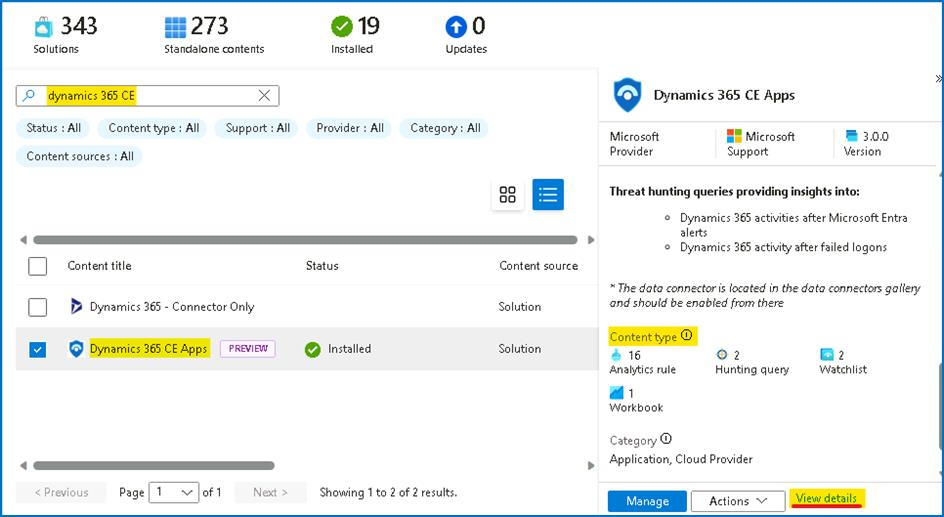 343
Solutions
273
Standalone contents
19
Installed
0
Updates
dynamics 365 CE
Status : All
Content type : All
Support : All
Provider : All
Category : All
Content sources : All
Content title
Status
Content source
Dynamics 365 - Connector Only
Solution
Dynamics 365 CE Apps
PREVIEW
Installed
Solution
< Previous
Page
1
of 1
Next >
Showing 1 to 2 of 2 results.
Dynamics 365 CE Apps
Microsoft
Provider
Microsoft
Support
3.0.0
Version
Threat hunting queries providing insights into:
Dynamics 365 activities after Microsoft Entra
alerts
Dynamics 365 activity after failed logons
* The data connector is located in the data connectors gallery
and should be enabled from there
Content type
16
Analytics rule
2
Hunting query
2
Watchlist
1
Workbook
Category
Application, Cloud Provider
Manage
Actions
View details